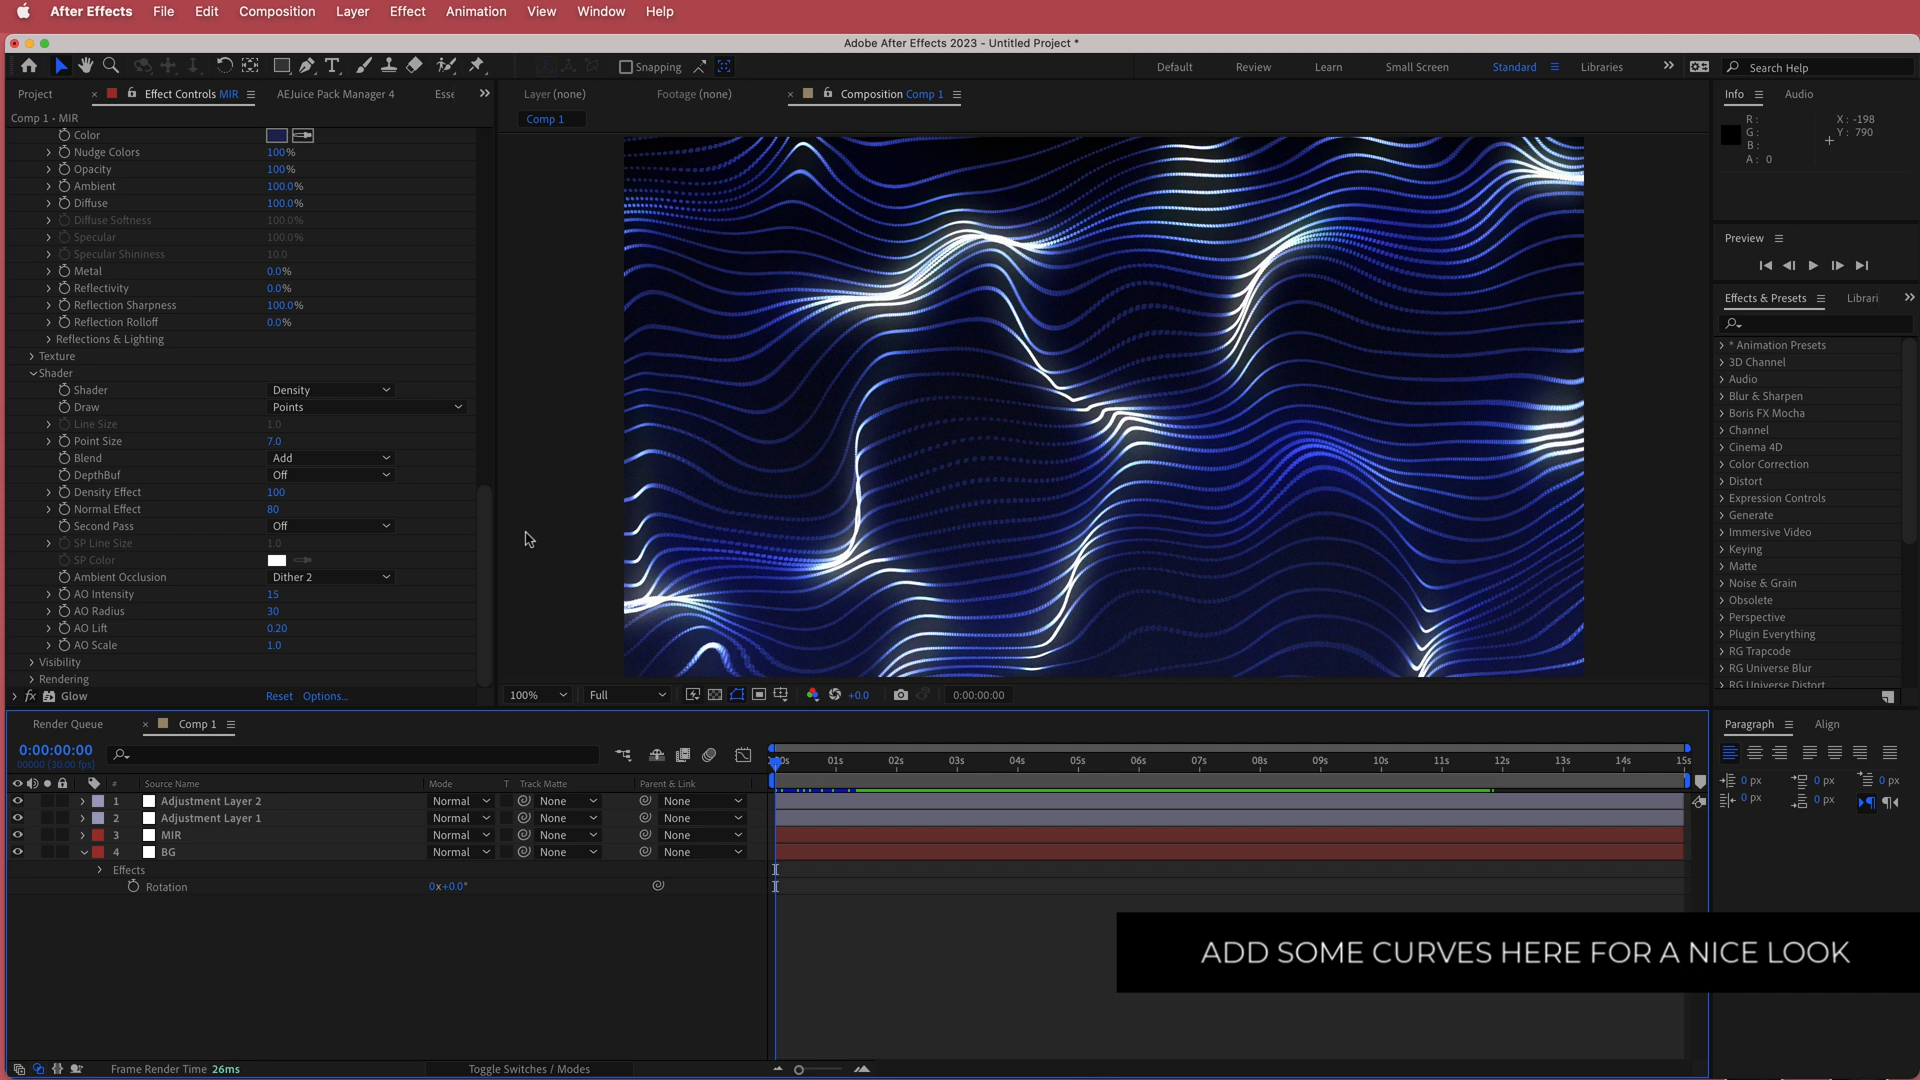 After Effects File Edit Composition Layer Effect Animation View Window Help
Adobe After Effects 2023 - Untitled Project *
Snapping Default Review Learn Small Screen Standard Libraries Search Help
Project Effect Controls MIR AEJuice Pack Manager 4 Esse
Layer (none) Footage (none) Composition Comp 1
Info Audio
Comp 1 • MIR
Comp 1
R :
G :
B :
A : 0
X : -198
Y : 790
Color
Nudge Colors 100%
Opacity 100%
Ambient 100.0%
Diffuse 100.0%
Diffuse Softness 100.0%
Specular 100.0%
Specular Shininess 10.0
Metal 0.0%
Reflectivity 0.0%
Reflection Sharpness 100.0%
Reflection Rolloff 0.0%
Reflections & Lighting
Texture
Shader
Shader Density
Draw Points
Line Size 1.0
Point Size 7.0
Blend Add
DepthBuf Off
Density Effect 100
Normal Effect 80
Second Pass Off
SP Line Size 1.0
SP Color
Ambient Occlusion Dither 2
AO Intensity 15
AO Radius 30
AO Lift 0.20
AO Scale 1.0
Visibility
Rendering
fx Glow Reset Options...
100% Full +0.0 0:00:00:00
Preview
Effects & Presets Librari
* Animation Presets
3D Channel
Audio
Blur & Sharpen
Boris FX Mocha
Channel
Cinema 4D
Color Correction
Distort
Expression Controls
Generate
Immersive Video
Keying
Matte
Noise & Grain
Obsolete
Perspective
Plugin Everything
RG Trapcode
RG Universe Blur
RG Universe Distort
Render Queue Comp 1
0:00:00:00
00000 (30.00 fps)
:00s 01s 02s 03s 04s 05s 06s 07s 08s 09s 10s 11s 12s 13s 14s 15s
# Source Name Mode T Track Matte Parent & Link
1 Adjustment Layer 2 Normal None None
2 Adjustment Layer 1 Normal None None
3 MIR Normal None None
4 BG Normal None None
Effects
Rotation 0x+0.0°
Paragraph Align
0 px 0 px 0 px
0 px 0 px
ADD SOME CURVES HERE FOR A NICE LOOK
Frame Render Time 26ms Toggle Switches / Modes